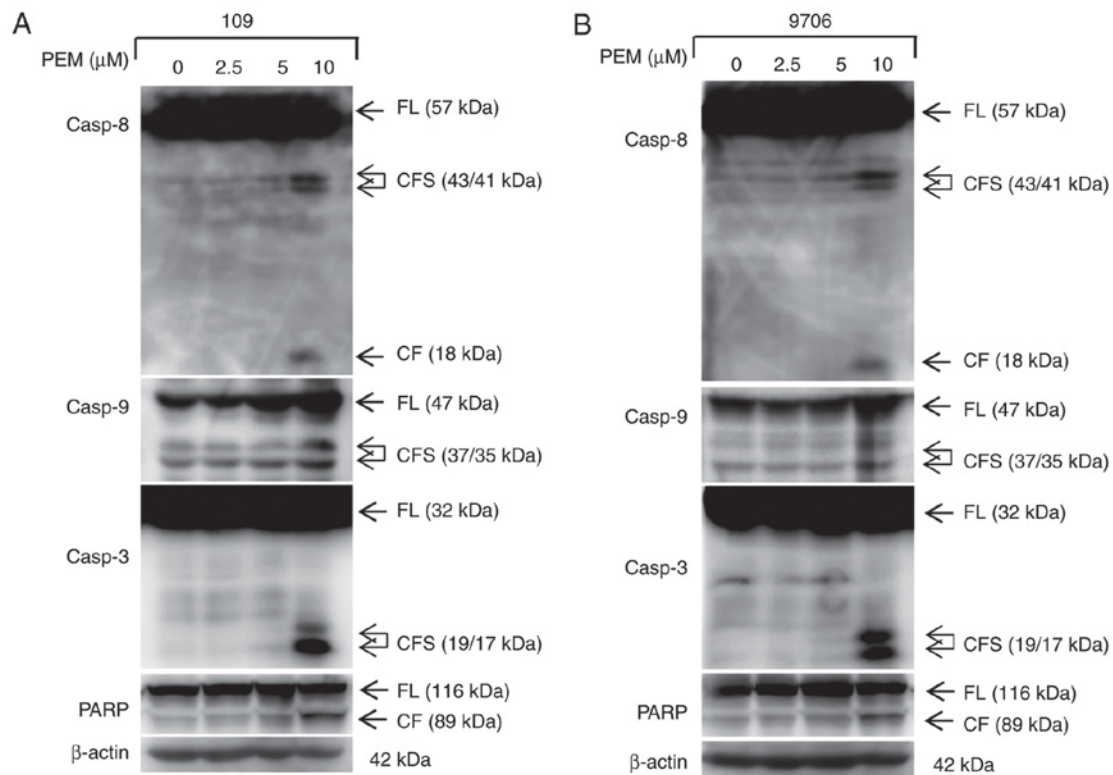 A
109
PEM (μM)
0 2.5 5 10
Casp-8
FL (57 kDa)
CFS (43/41 kDa)
CF (18 kDa)
Casp-9
FL (47 kDa)
CFS (37/35 kDa)
FL (32 kDa)
Casp-3
CFS (19/17 kDa)
FL (116 kDa)
PARP
CF (89 kDa)
β-actin
42 kDa
B
9706
PEM (μM)
0 2.5 5 10
FL (57 kDa)
Casp-8
CFS (43/41 kDa)
CF (18 kDa)
FL (47 kDa)
Casp-9
CFS (37/35 kDa)
FL (32 kDa)
Casp-3
CFS (19/17 kDa)
FL (116 kDa)
PARP
CF (89 kDa)
β-actin
42 kDa